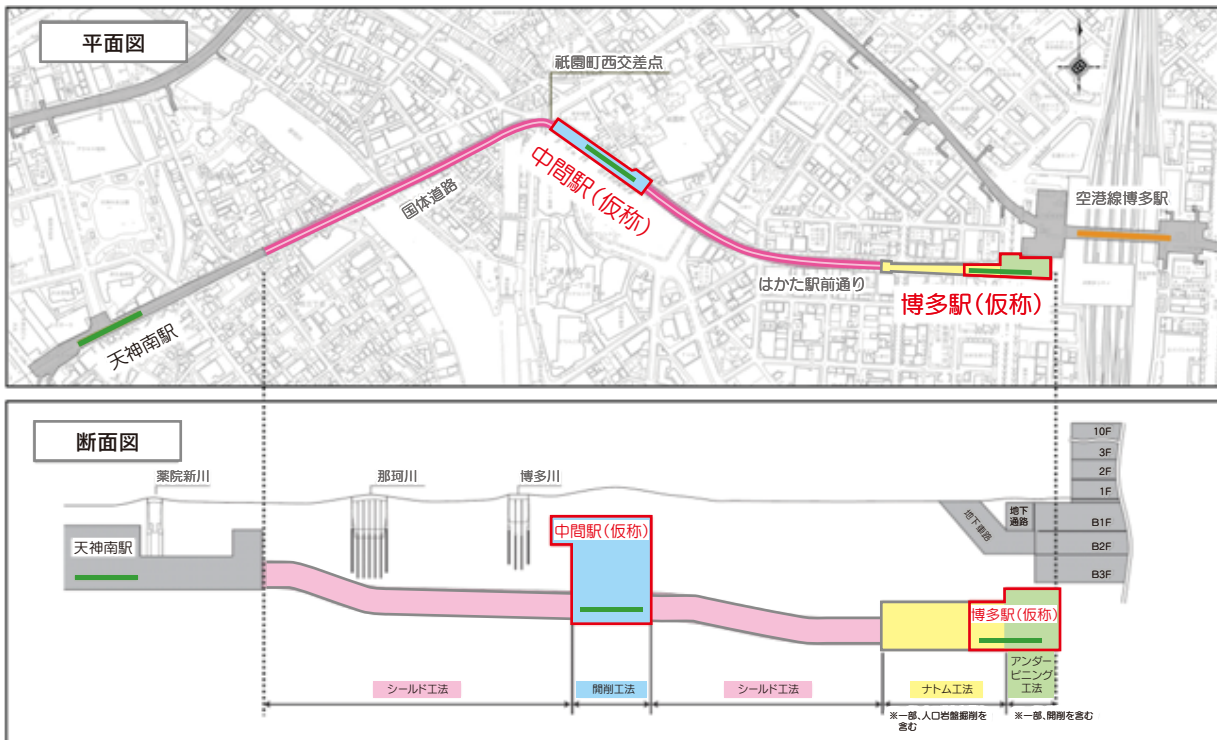 平面図
祇園町西交差点
中間駅(仮称)
国体道路
空港線博多駅
はかた駅前通り
博多駅(仮称)
天神南駅
断面図
薬院新川
那珂川
博多川
10F
3F
2F
1F
地下車路
地下
通路
B1F
B2F
B3F
天神南駅
中間駅(仮称)
博多駅(仮称)
シールド工法
開削工法
シールド工法
ナトム工法
アンダー
ピニング
工法
※一部、人口岩盤掘削を
含む
※一部、開削を含む